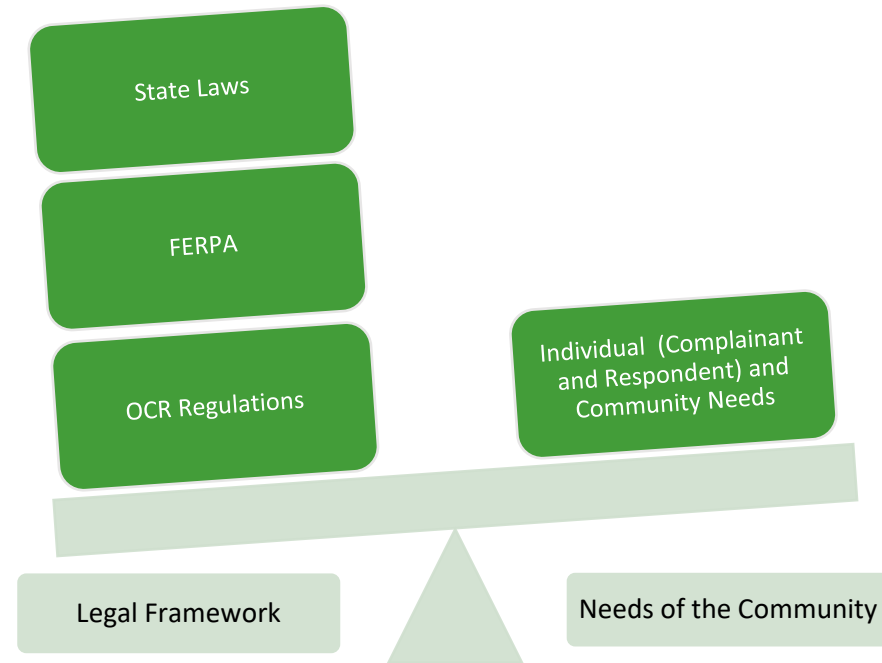 State Laws
FERPA
OCR Regulations
Individual (Complainant
and Respondent) and
Community Needs
Legal Framework
Needs of the Community